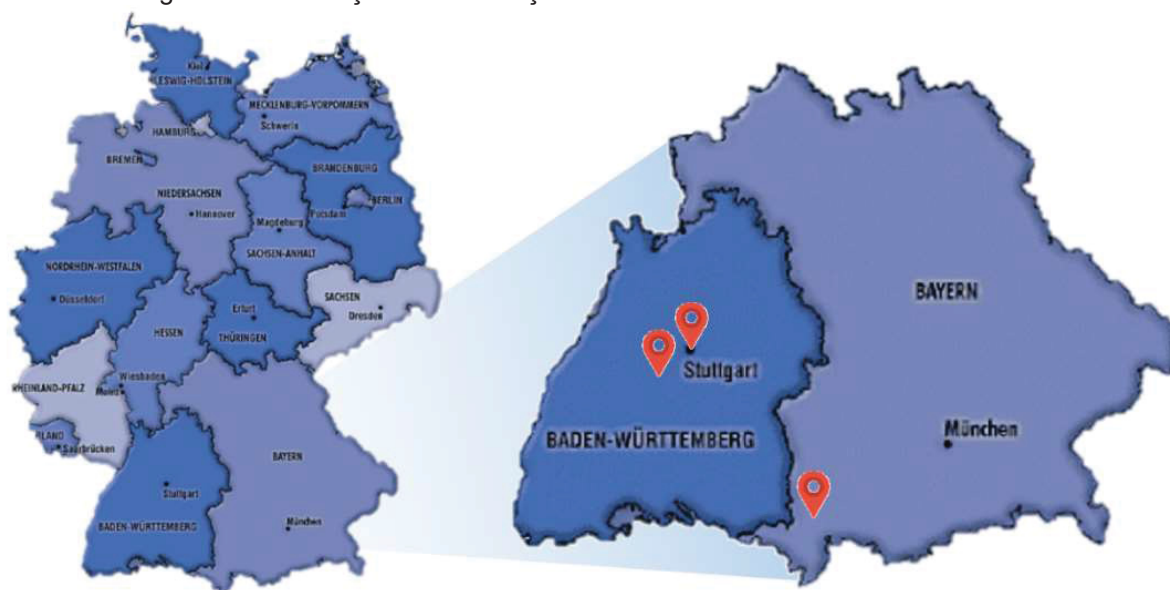 Kiel
LESWIG-HOLSTEIN
MECKLENBURG-VORPOMMERN
Schwerin
HAMBURG
BREMEN
BRANDENBURG
NIEDERSACHSEN
BERLIN
Hannover
Potsdam
Magdeburg
SACHSEN-ANHALT
NORDRHEIN-WESTFALEN
Düsseldorf
SACHSEN
Dresden
Erfurt
THÜRINGEN
HESSEN
Wiesbaden
RHEINLAND-PFALZ
Mainz
RLAND
Saarbrücken
BAYERN
Stuttgart
BADEN-WÜRTTEMBERG
München
BAYERN
Stuttgart
BADEN-WÜRTTEMBERG
München